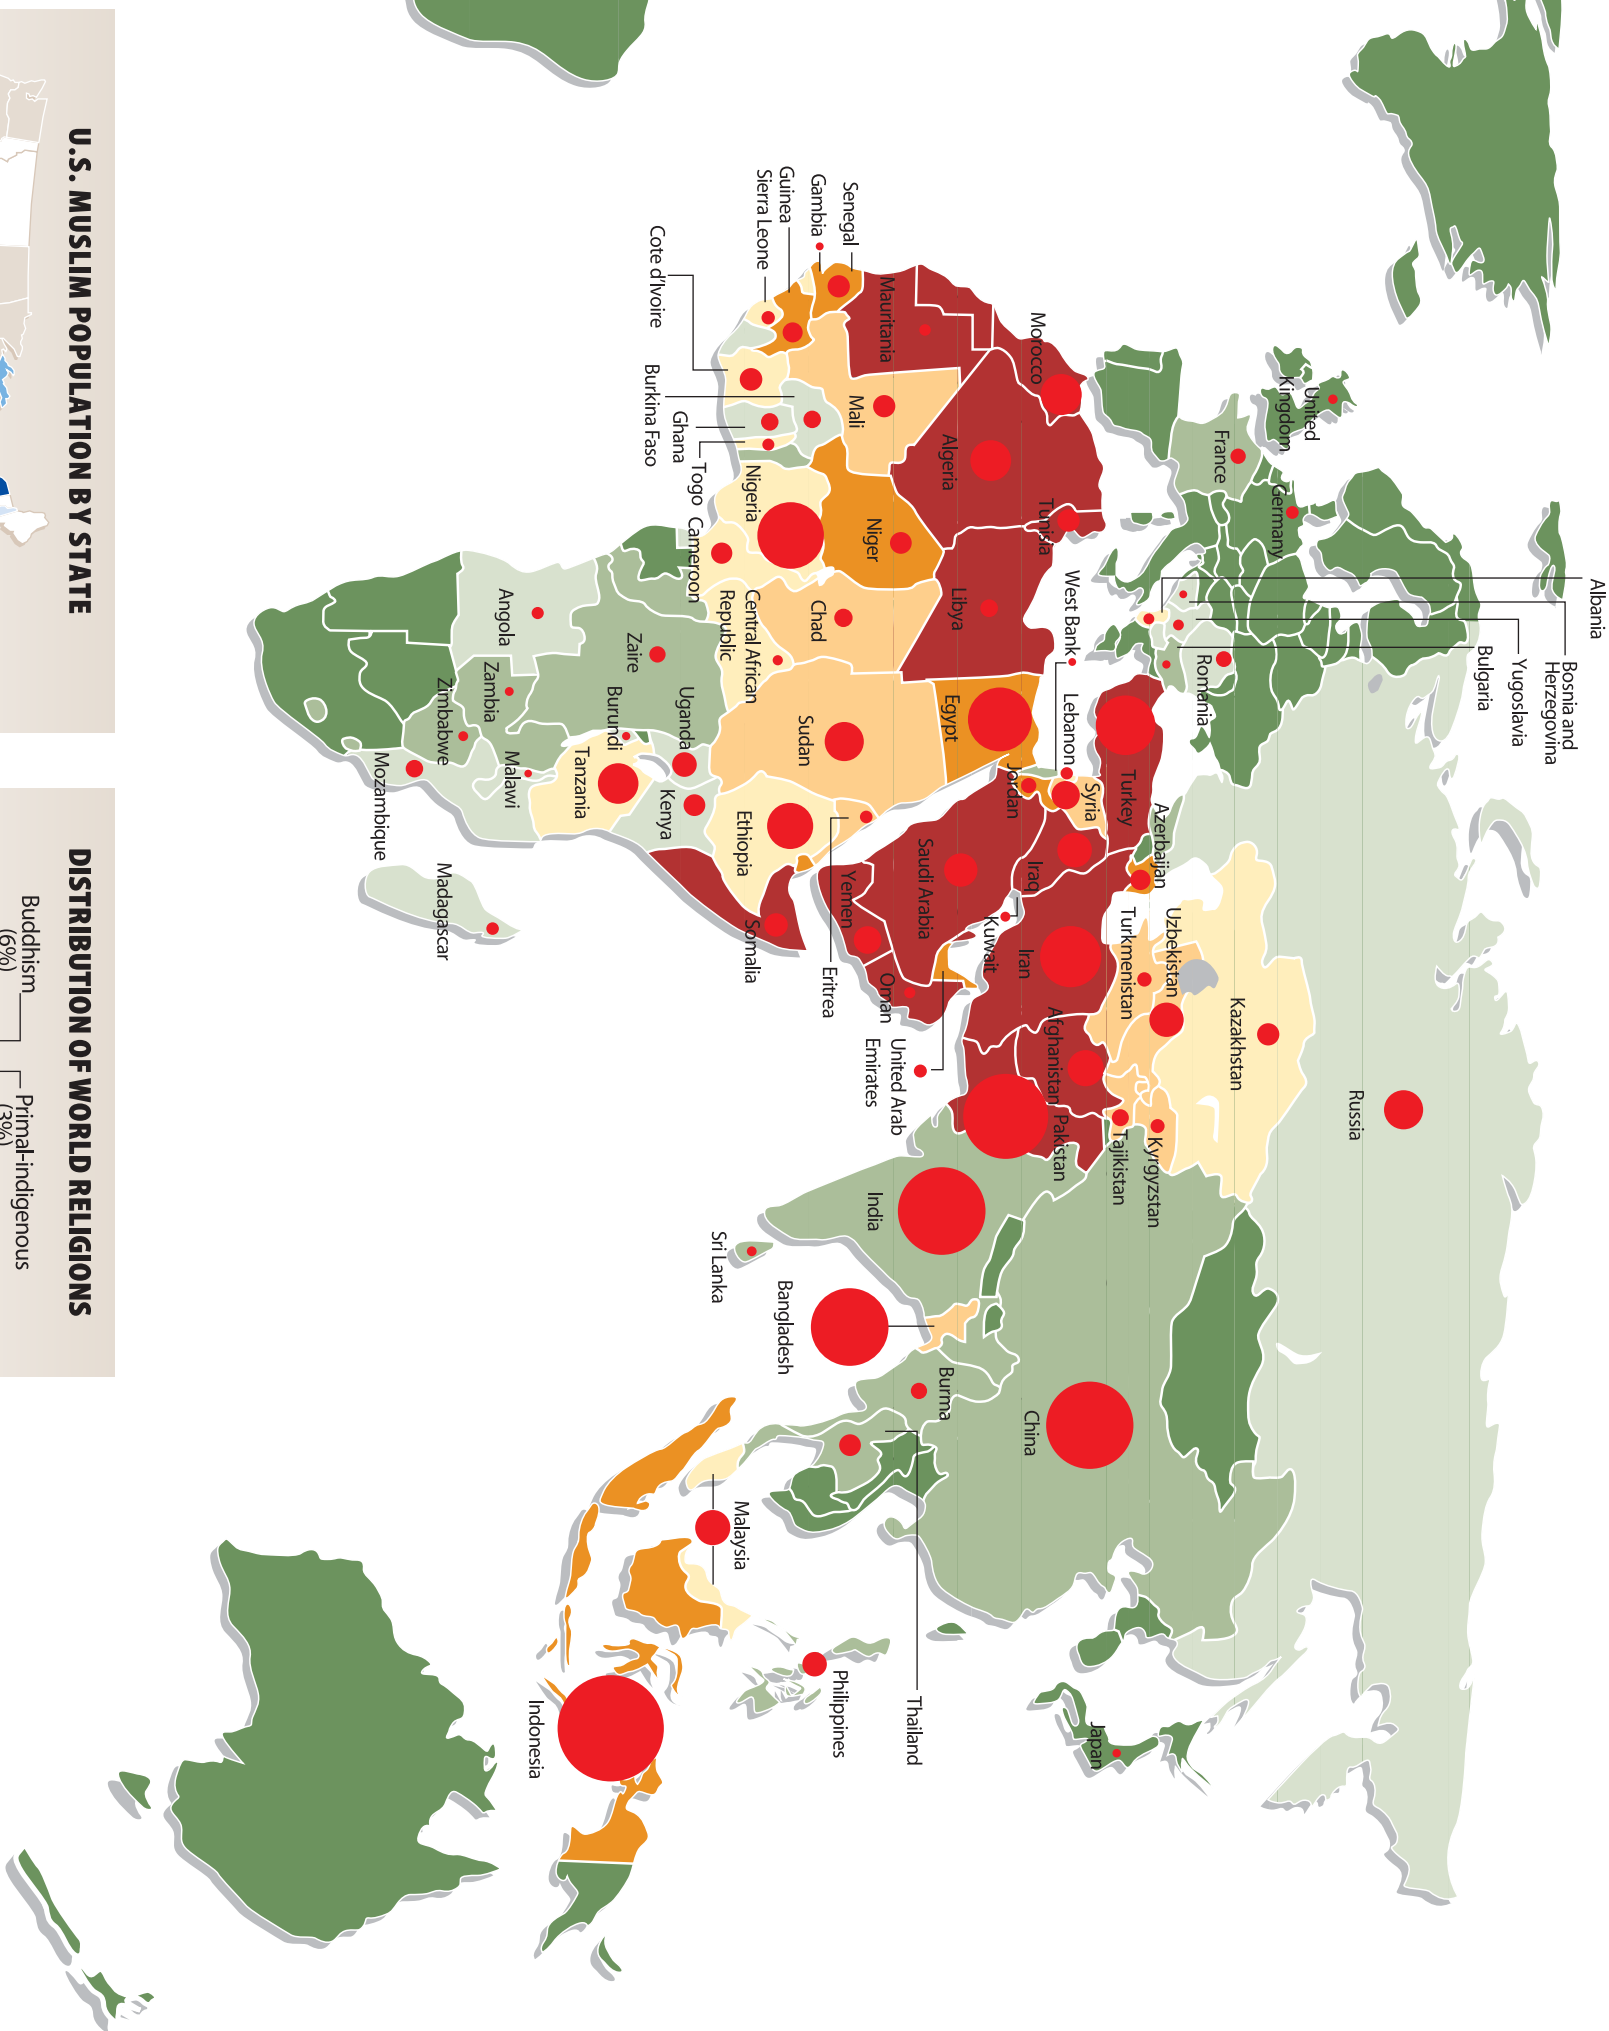 Albania
Bosnia and
Herzegovina
Yugoslavia
Bulgaria
United
Kingdom
Germany
France
Romania
Russia
Kazakhstan
Uzbekistan
Turkmenistan
Kyrgyzstan
Tajikistan
Azerbaijan
Turkey
Syria
Lebanon
West Bank
Jordan
Iraq
Iran
Kuwait
Afghanistan
Pakistan
Saudi Arabia
Yemen
Oman
United Arab
Emirates
Morocco
Tunisia
Algeria
Libya
Egypt
Mauritania
Mali
Niger
Chad
Sudan
Eritrea
Ethiopia
Somalia
Senegal
Gambia
Guinea
Sierra Leone
Cote d'Ivoire
Burkina Faso
Ghana
Togo
Nigeria
Cameroon
Central African
Republic
Zaire
Uganda
Kenya
Burundi
Tanzania
Angola
Zambia
Malawi
Zimbabwe
Mozambique
Madagascar
India
Sri Lanka
Bangladesh
Burma
China
Thailand
Malaysia
Philippines
Indonesia
Japan
U.S. MUSLIM POPULATION BY STATE
DISTRIBUTION OF WORLD RELIGIONS
Buddhism
(6%)
Primal-indigenous
(3%)